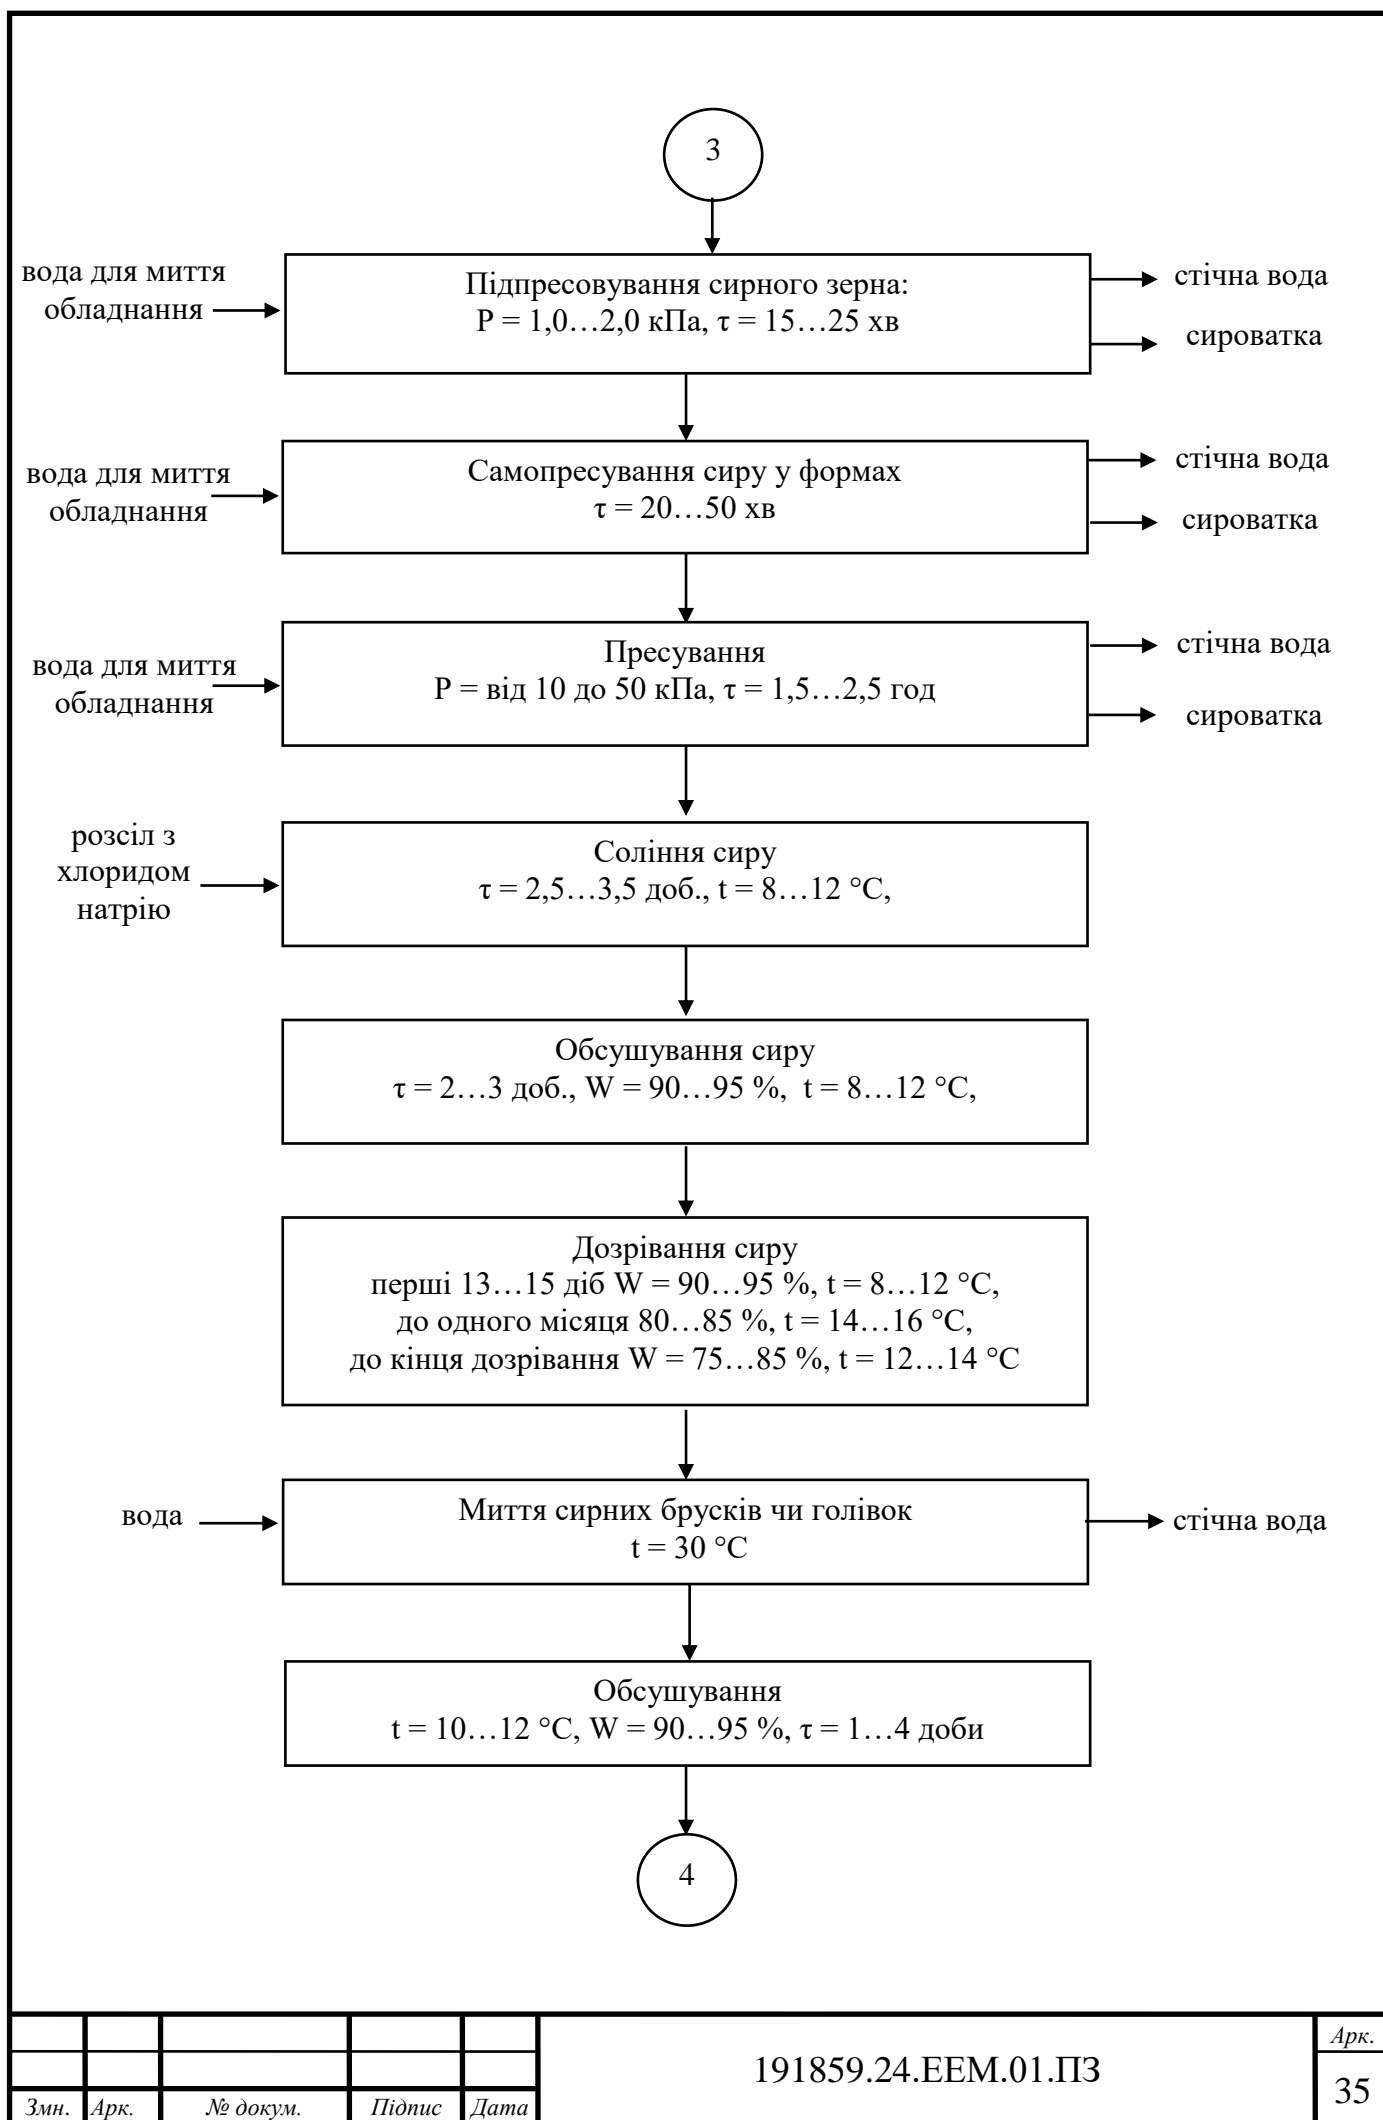 3
вода для миття
обладнання
Підпресовування сирного зерна:
Р = 1,0…2,0 кПа, τ = 15…25 хв
стічна вода
сироватка
вода для миття
обладнання
Самопресування сиру у формах
τ = 20…50 хв
стічна вода
сироватка
вода для миття
обладнання
Пресування
Р = від 10 до 50 кПа, τ = 1,5…2,5 год
стічна вода
сироватка
розсіл з
хлоридом
натрію
Соління сиру
τ = 2,5…3,5 доб., t = 8…12 °С,
Обсушування сиру
τ = 2…3 доб., W = 90…95 %, t = 8…12 °С,
Дозрівання сиру
перші 13…15 діб W = 90…95 %, t = 8…12 °С,
до одного місяця 80…85 %, t = 14…16 °С,
до кінця дозрівання W = 75…85 %, t = 12…14 °С
вода
Миття сирних брусків чи голівок
t = 30 °С
стічна вода
Обсушування
t = 10…12 °С, W = 90…95 %, τ = 1…4 доби
4
Змн.
Арк.
№ докум.
Підпис
Дата
191859.24.ЕЕМ.01.ПЗ
Арк.
35